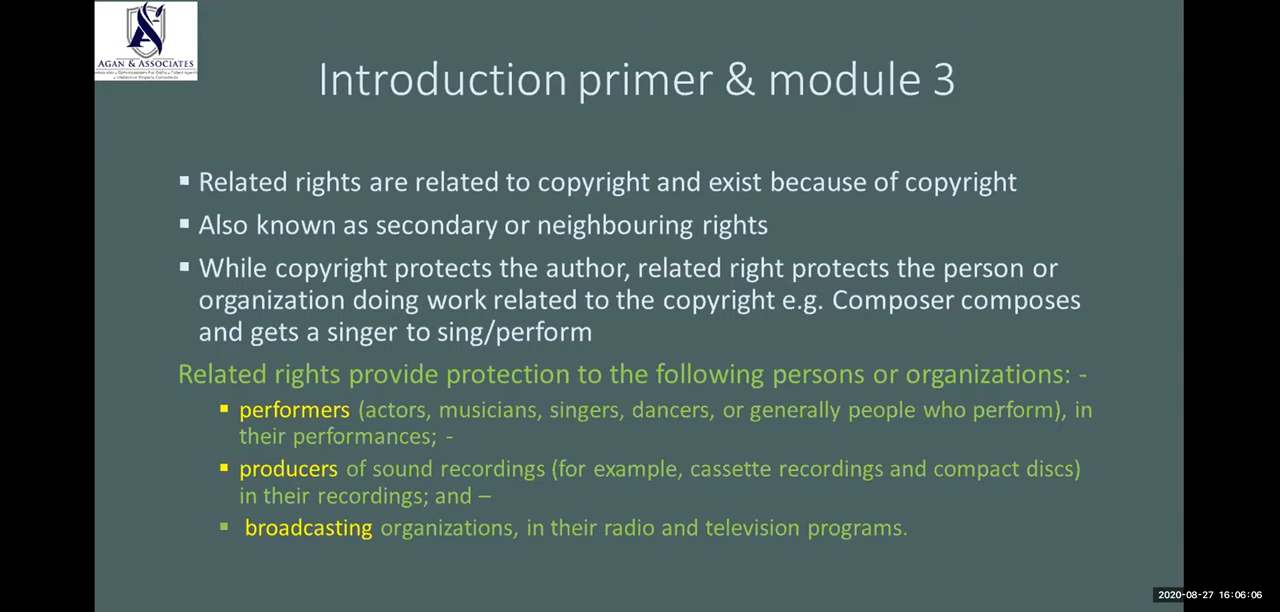 AGAN & ASSOCIATES
Introduction primer & module 3
▪ Related rights are related to copyright and exist because of copyright
▪ Also known as secondary or neighbouring rights
▪ While copyright protects the author, related right protects the person or
organization doing work related to the copyright e.g. Composer composes
and gets a singer to sing/perform
Related rights provide protection to the following persons or organizations: -
▪ performers (actors, musicians, singers, dancers, or generally people who perform), in
their performances; -
▪ producers of sound recordings (for example, cassette recordings and compact discs)
in their recordings; and –
▪ broadcasting organizations, in their radio and television programs.
2020-08-27 16:06:06